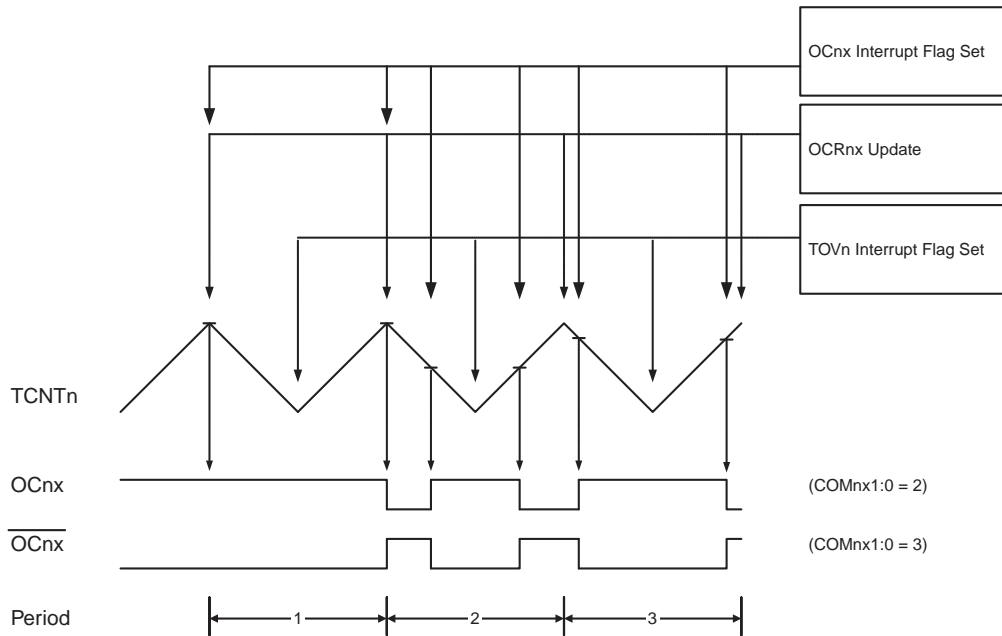 OCnx Interrupt Flag Set
OCRnx Update
TOVn Interrupt Flag Set
TCNTn
OCnx
(COMnx1:0 = 2)
OCnx
(COMnx1:0 = 3)
Period
1
2
3